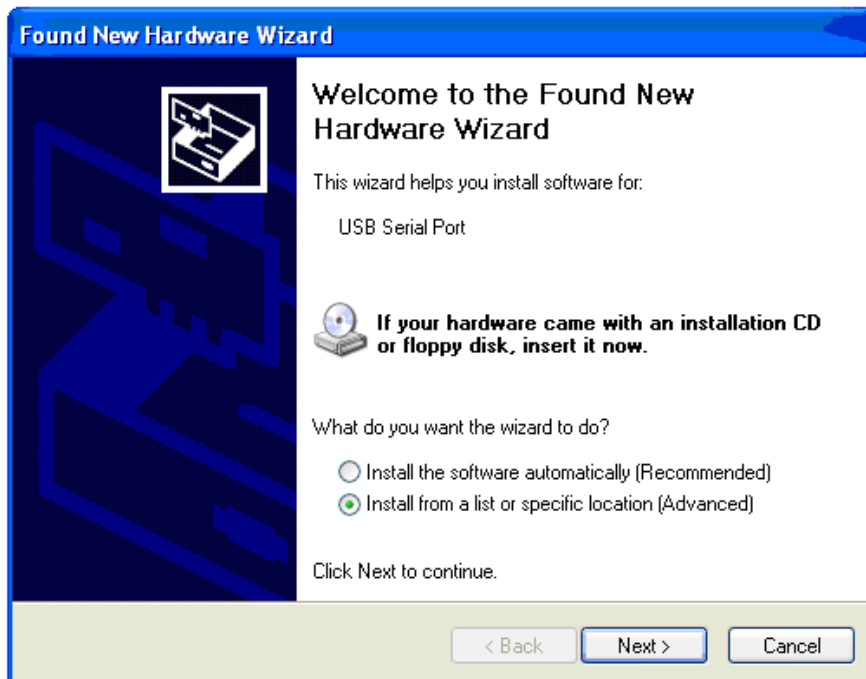 Found New Hardware Wizard
Welcome to the Found New
Hardware Wizard
This wizard helps you install software for:
USB Serial Port
If your hardware came with an installation CD
or floppy disk, insert it now.
What do you want the wizard to do?
Install the software automatically (Recommended)
Install from a list or specific location (Advanced)
Click Next to continue.
< Back Next > Cancel